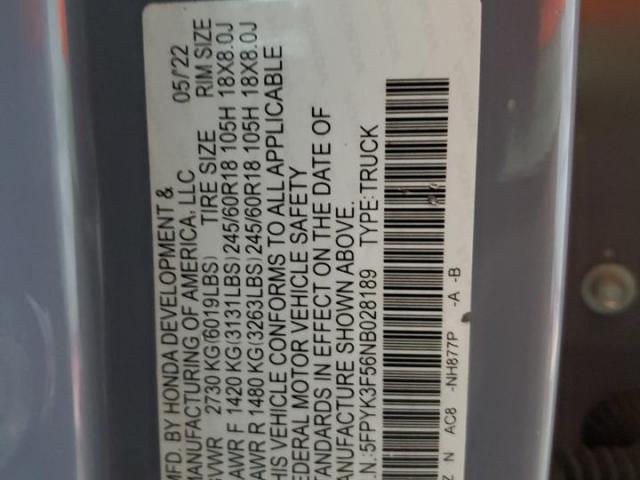 MFD. BY HONDA DEVELOPMENT & 05/22
MANUFACTURING OF AMERICA, LLC
GVWR 2730 KG(6019LBS) TIRE SIZE RIM SIZE
GAWR F 1420 KG(3131LBS) 245/60R18 105H 18X8.0J
GAWR R 1480 KG(3263LBS) 245/60R18 105H 18X8.0J
THIS VEHICLE CONFORMS TO ALL APPLICABLE
FEDERAL MOTOR VEHICLE SAFETY
STANDARDS IN EFFECT ON THE DATE OF
MANUFACTURE SHOWN ABOVE.
I.N.:5FPYK3F56NB028189 TYPE:TRUCK
Z N AC8 -NH877P -A -B